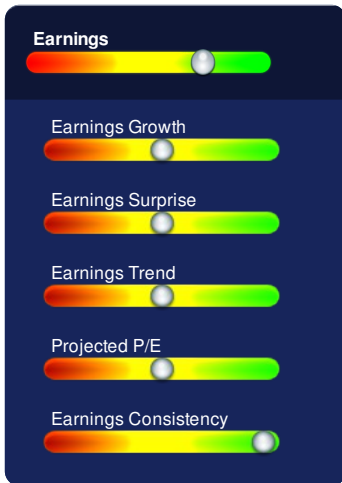 Earnings
Earnings Growth
Earnings Surprise
Earnings Trend
Projected P/E
Earnings Consistency